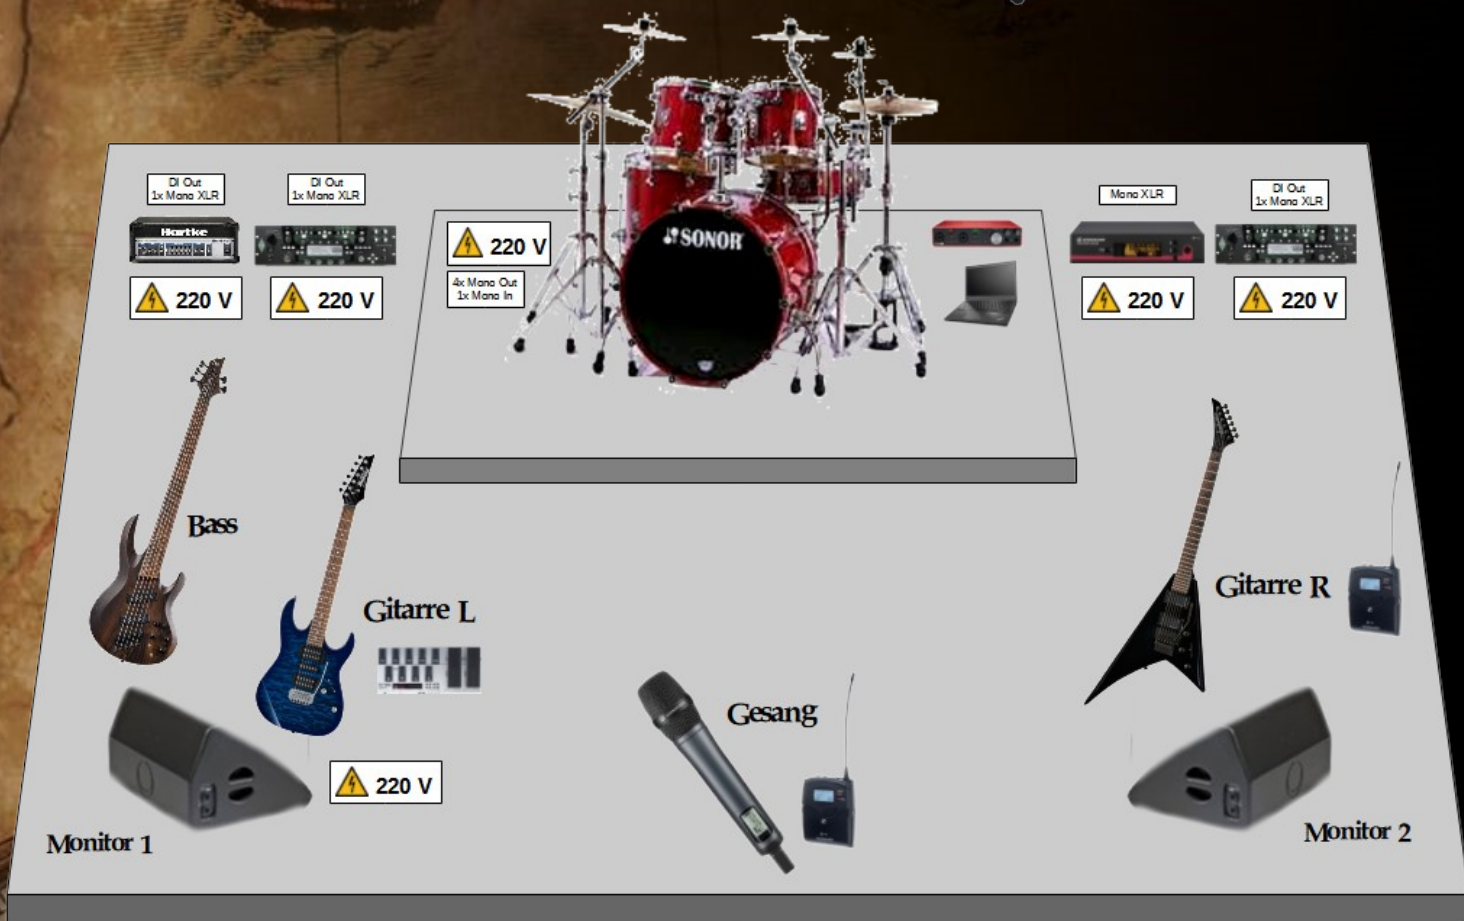 DI Out
1x Mono XLR
DI Out
1x Mono XLR
Hartke
220 V
220 V
220 V
4x Mono Out
1x Mono In
SONOR
Mono XLR
DI Out
1x Mono XLR
220 V
220 V
Bass
Gitarre L
Gitarre R
Gesang
220 V
Monitor 1
Monitor 2